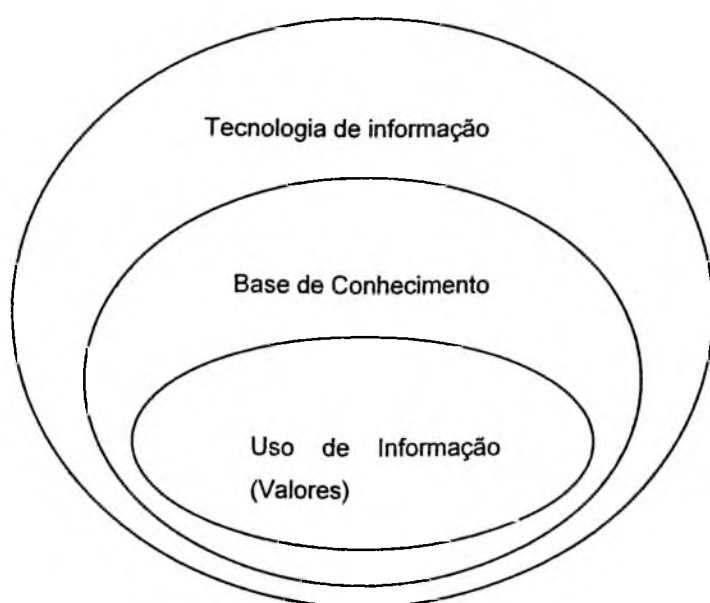 Tecnologia de informação
Base de Conhecimento
Uso de Informação
(Valores)